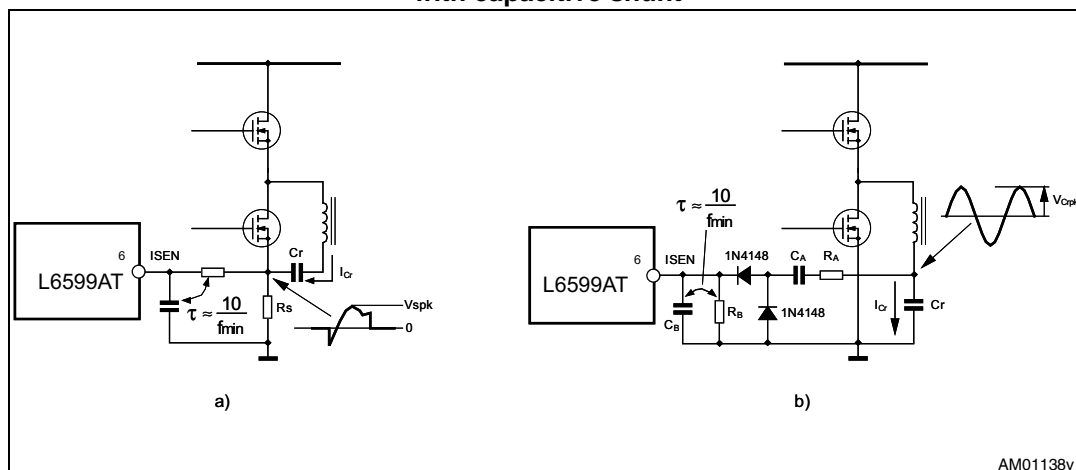 with capacitive shunt
6
ISEN
L6599AT
τ ≈ 10
fmin
Cr
ICr
Rs
Vspk
0
a)
6
ISEN
L6599AT
τ ≈ 10
fmin
1N4148
CA
RA
CB
RB
1N4148
ICr
Cr
VCrpk
b)